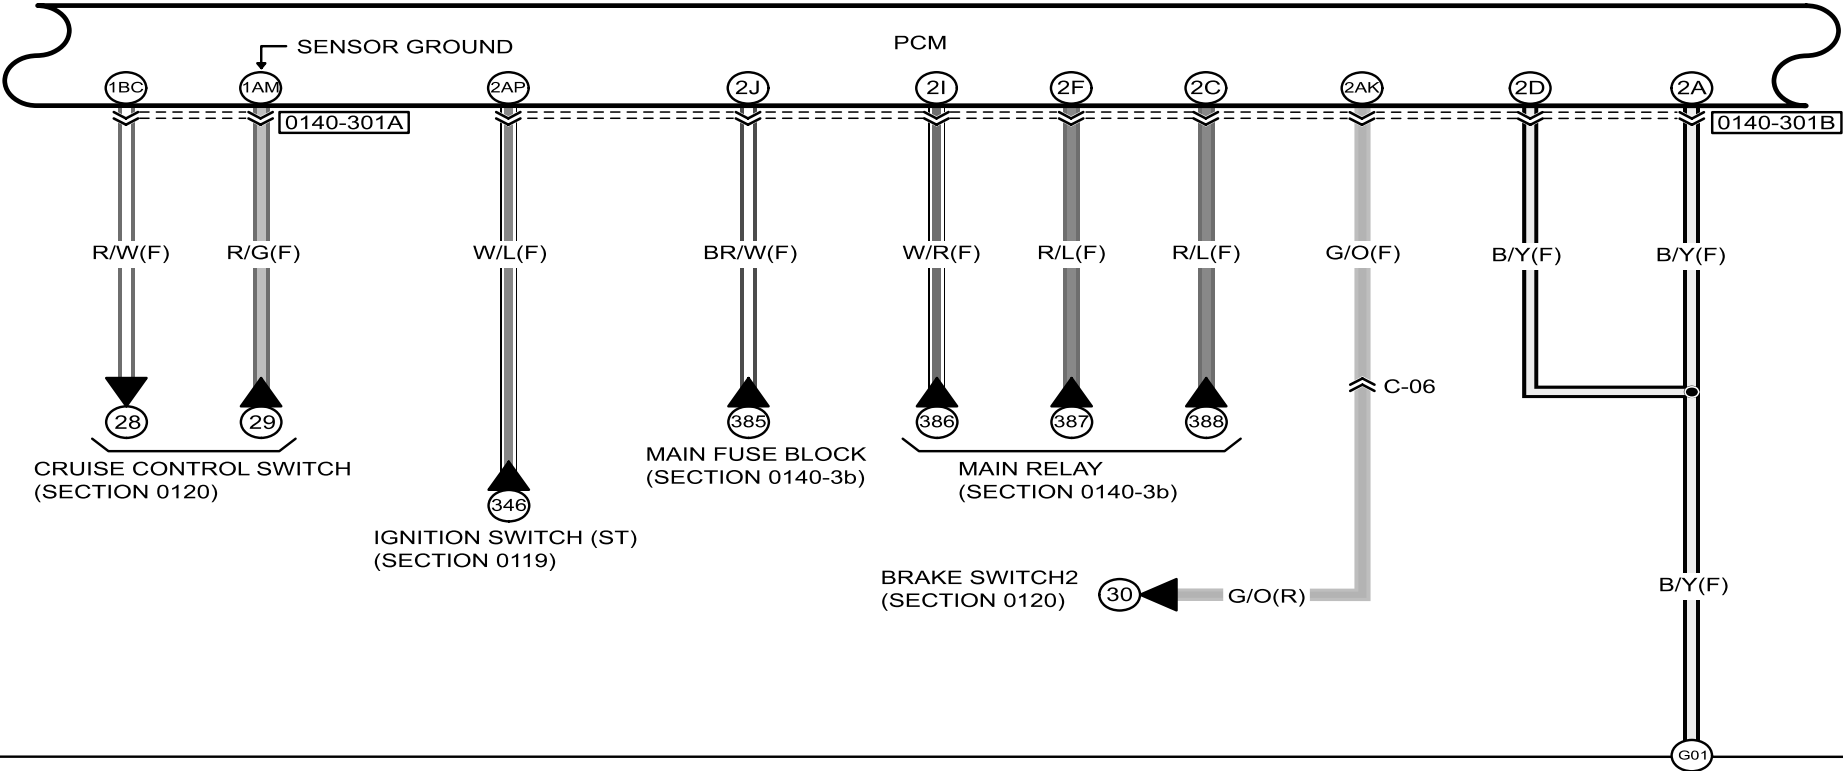 PCM
SENSOR GROUND
1BC
1AM
2AP
2J
2I
2F
2C
2AK
2D
2A
0140-301A
0140-301B
R/W(F)
R/G(F)
W/L(F)
BR/W(F)
W/R(F)
R/L(F)
R/L(F)
G/O(F)
B/Y(F)
B/Y(F)
C-06
28
29
385
386
387
388
CRUISE CONTROL SWITCH
(SECTION 0120)
MAIN FUSE BLOCK
(SECTION 0140-3b)
MAIN RELAY
(SECTION 0140-3b)
346
IGNITION SWITCH (ST)
(SECTION 0119)
BRAKE SWITCH2
(SECTION 0120)
30
G/O(R)
B/Y(F)
G01